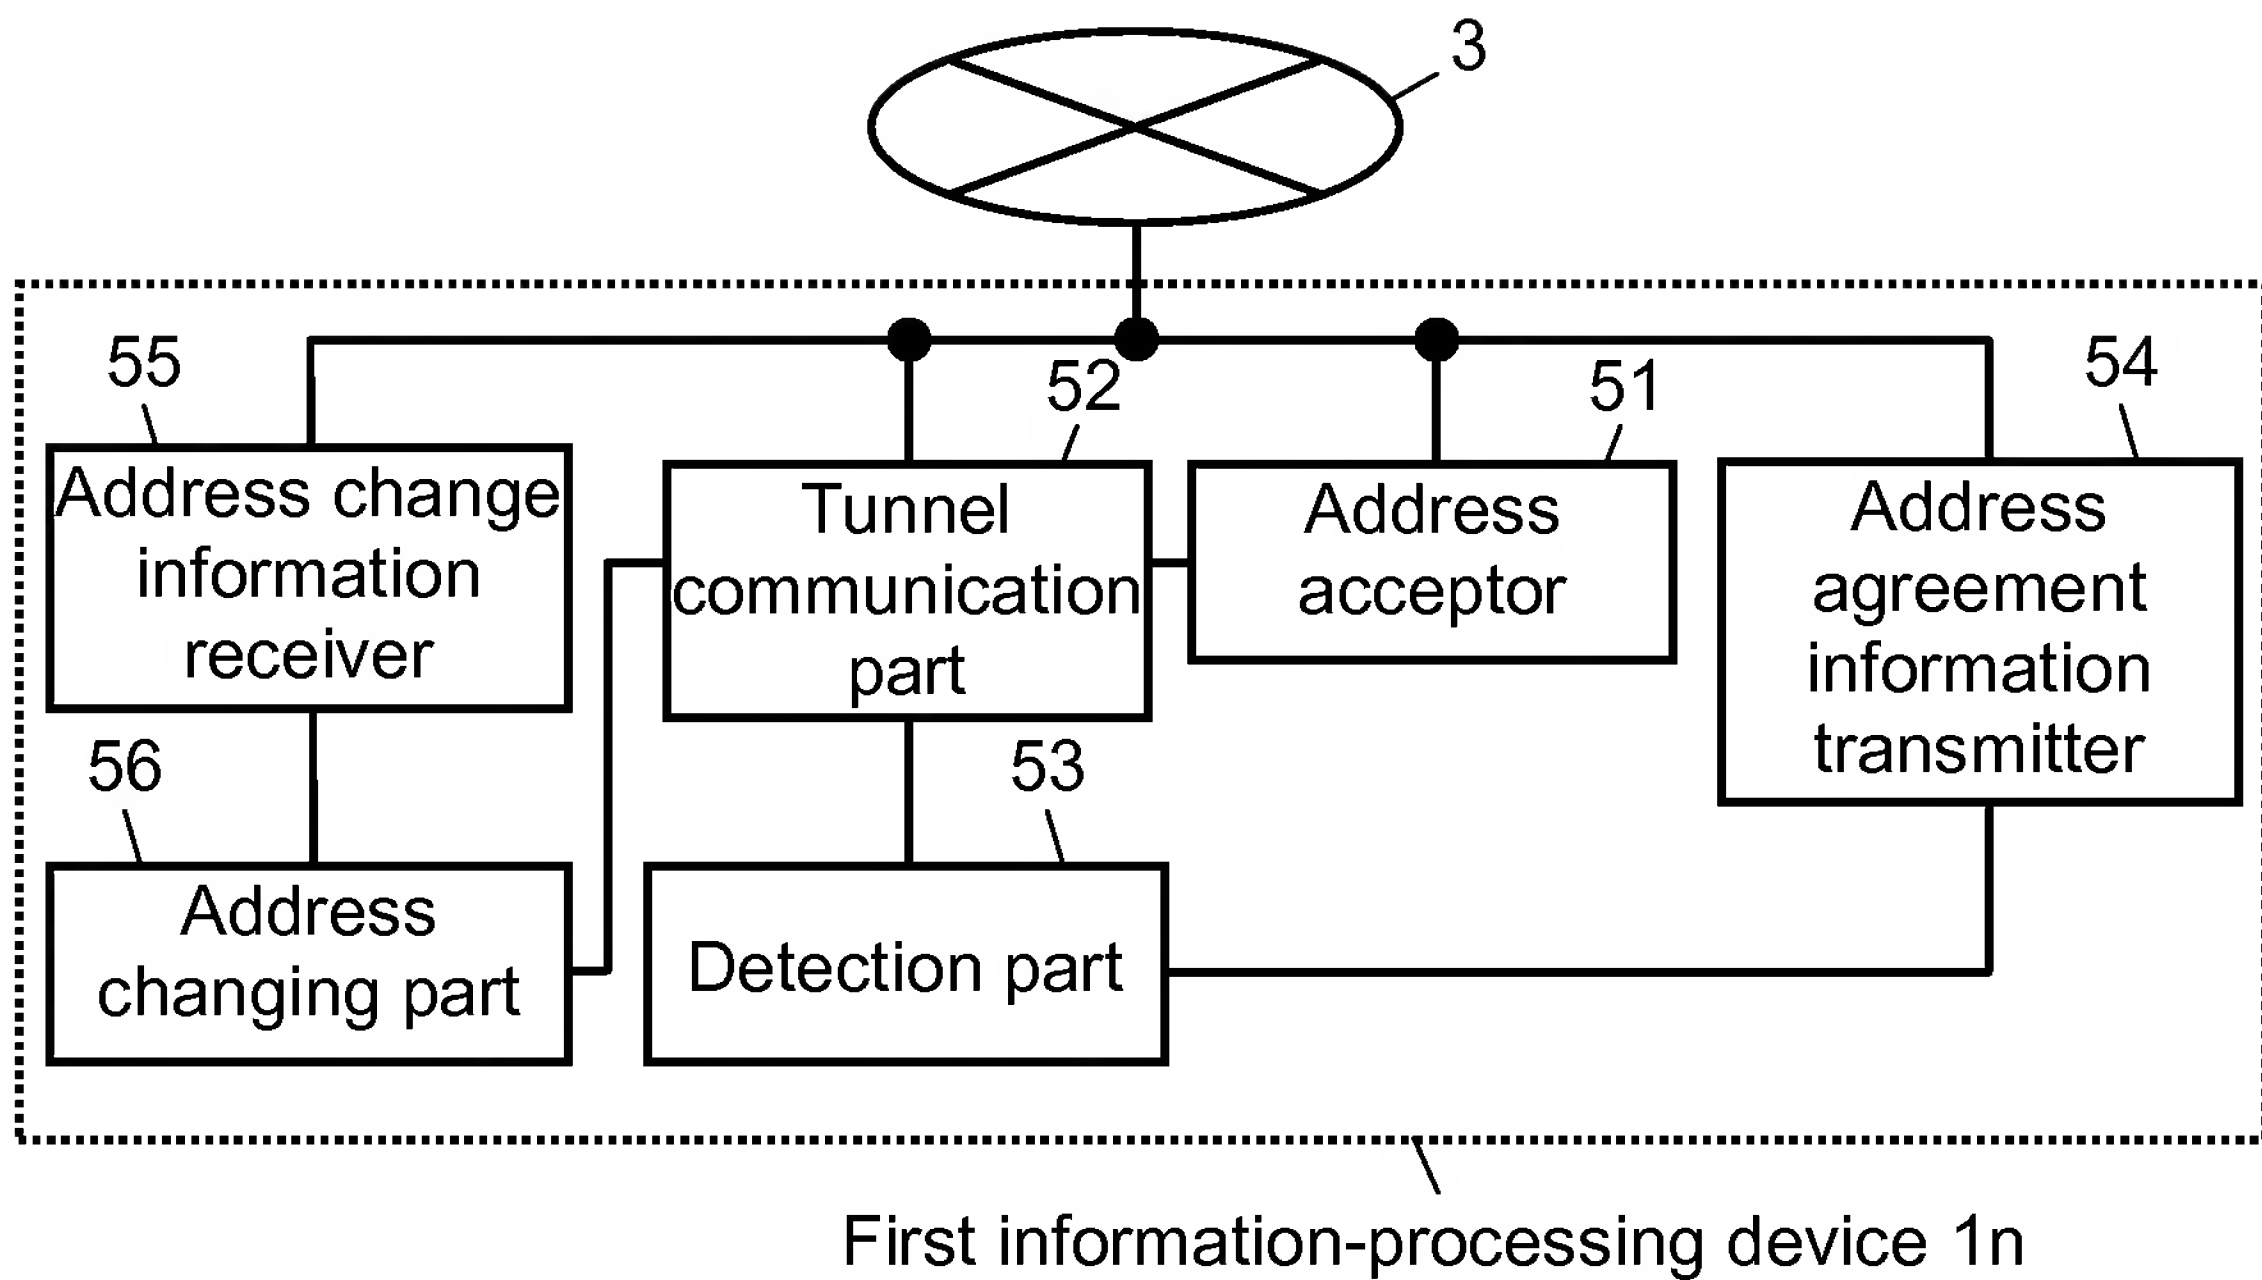 3
55
52
51
54
Address change
information
receiver
Tunnel
communication
part
Address
acceptor
Address
agreement
information
transmitter
56
53
Address
changing part
Detection part
First information-processing device 1n